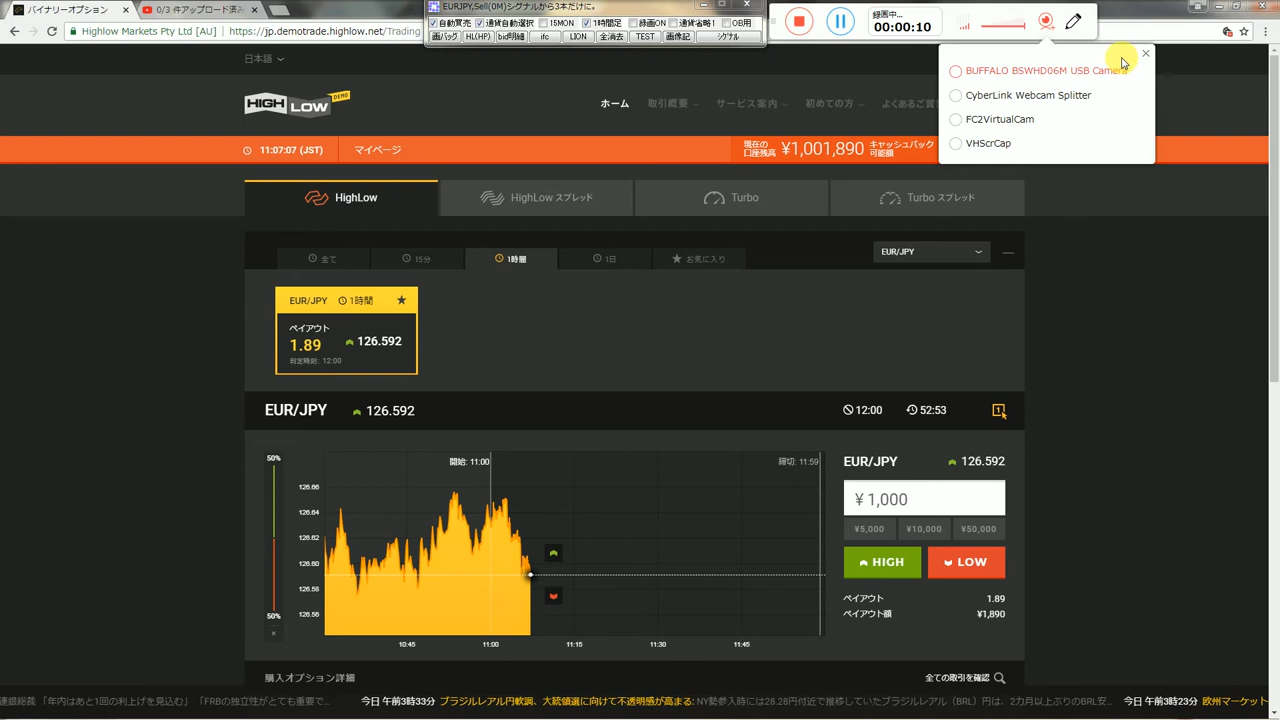 バイナリーオプション
0/3 件アップロード済み
EURJPY,Sell(0M)シグナルから3本だけに。
自動買売 通貨自動選択 15MON 1時間足 録画ON 通貨省略1 OB用
画バッグ HL(HP) bid明細 ifc LION 全消去 TEST 画像記 シグナル
録画中...
00:00:10
Highlow Markets Pty Ltd [AU] https://jp.demotrade.highlow.net/Trading
BUFFALO BSWHD06M USB Camera
CyberLink Webcam Splitter
FC2VirtualCam
VHScrCap
日本語
HIGH LOW DEMO
ホーム 取引概要 サービス案内 初めての方 よくあるご質
11:07:07 (JST) マイページ 現在の口座残高 ¥1,001,890 キャッシュバック可能額
HighLow HighLow スプレッド Turbo Turbo スプレッド
全て 15分 1時間 1日 お気に入り EUR/JPY
EUR/JPY 1時間
ペイアウト
1.89 126.592
判定時刻: 12:00
EUR/JPY 126.592 12:00 52:53 1
50% 開始: 11:00 締切: 11:59
126.66
126.64
126.62
126.60
126.58
126.56
50%
10:45 11:00 11:15 11:30 11:45
EUR/JPY 126.592
¥ 1,000
¥5,000 ¥10,000 ¥50,000
HIGH LOW
ペイアウト 1.89
ペイアウト額 ¥1,890
購入オプション詳細 全ての取引を確認
連銀総裁 「年内はあと1回の利上げを見込む」「FRBの独立性がとても重要で... 今日 午前3時33分 ブラジルレアル円軟調、大統領選に向けて不透明感が高まる: NY勢参入時には28.28円付近で推移していたブラジルレアル（BRL）円は、2カ月以上ぶりのBRL安... 今日 午前3時23分 欧州マーケット